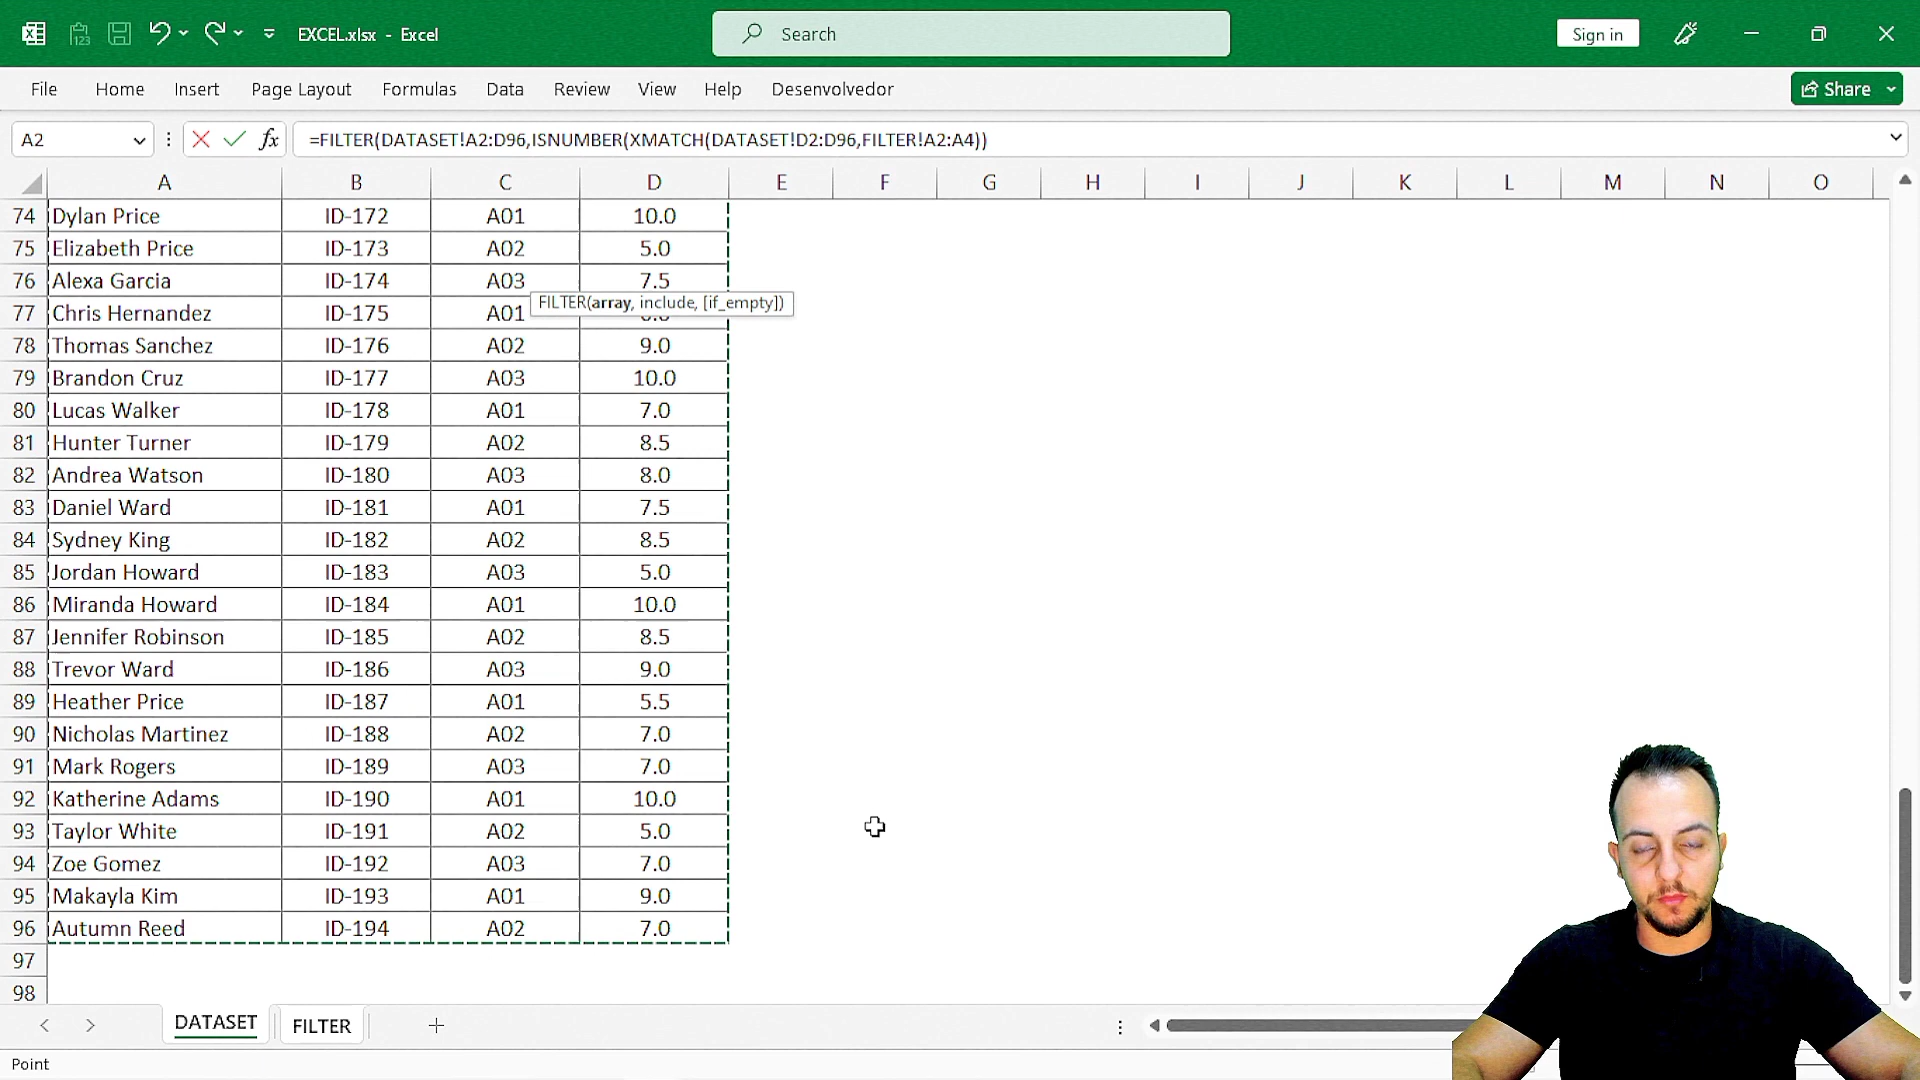 123
EXCEL.xlsx - Excel
Search
Sign in
File Home Insert Page Layout Formulas Data Review View Help Desenvolvedor
Share
A2
fx
=FILTER(DATASET!A2:D96,ISNUMBER(XMATCH(DATASET!D2:D96,FILTER!A2:A4))
A B C D E F G H I J K L M N O
74 Dylan Price ID-172 A01 10.0
75 Elizabeth Price ID-173 A02 5.0
76 Alexa Garcia ID-174 A03 7.5
FILTER(array, include, [if_empty])
77 Chris Hernandez ID-175 A01
78 Thomas Sanchez ID-176 A02 9.0
79 Brandon Cruz ID-177 A03 10.0
80 Lucas Walker ID-178 A01 7.0
81 Hunter Turner ID-179 A02 8.5
82 Andrea Watson ID-180 A03 8.0
83 Daniel Ward ID-181 A01 7.5
84 Sydney King ID-182 A02 8.5
85 Jordan Howard ID-183 A03 5.0
86 Miranda Howard ID-184 A01 10.0
87 Jennifer Robinson ID-185 A02 8.5
88 Trevor Ward ID-186 A03 9.0
89 Heather Price ID-187 A01 5.5
90 Nicholas Martinez ID-188 A02 7.0
91 Mark Rogers ID-189 A03 7.0
92 Katherine Adams ID-190 A01 10.0
93 Taylor White ID-191 A02 5.0
94 Zoe Gomez ID-192 A03 7.0
95 Makayla Kim ID-193 A01 9.0
96 Autumn Reed ID-194 A02 7.0
97
98
DATASET FILTER
Point